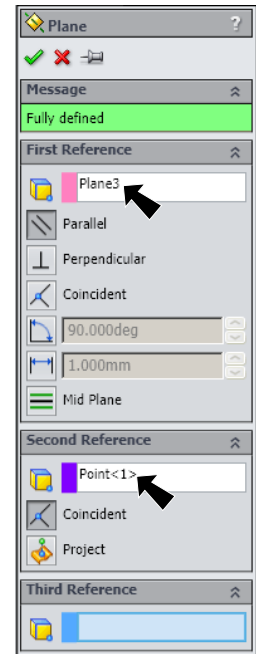 Plane ?
Message
Fully defined
First Reference
Plane3
Parallel
Perpendicular
Coincident
90.000deg
1.000mm
Mid Plane
Second Reference
Point<1>
Coincident
Project
Third Reference